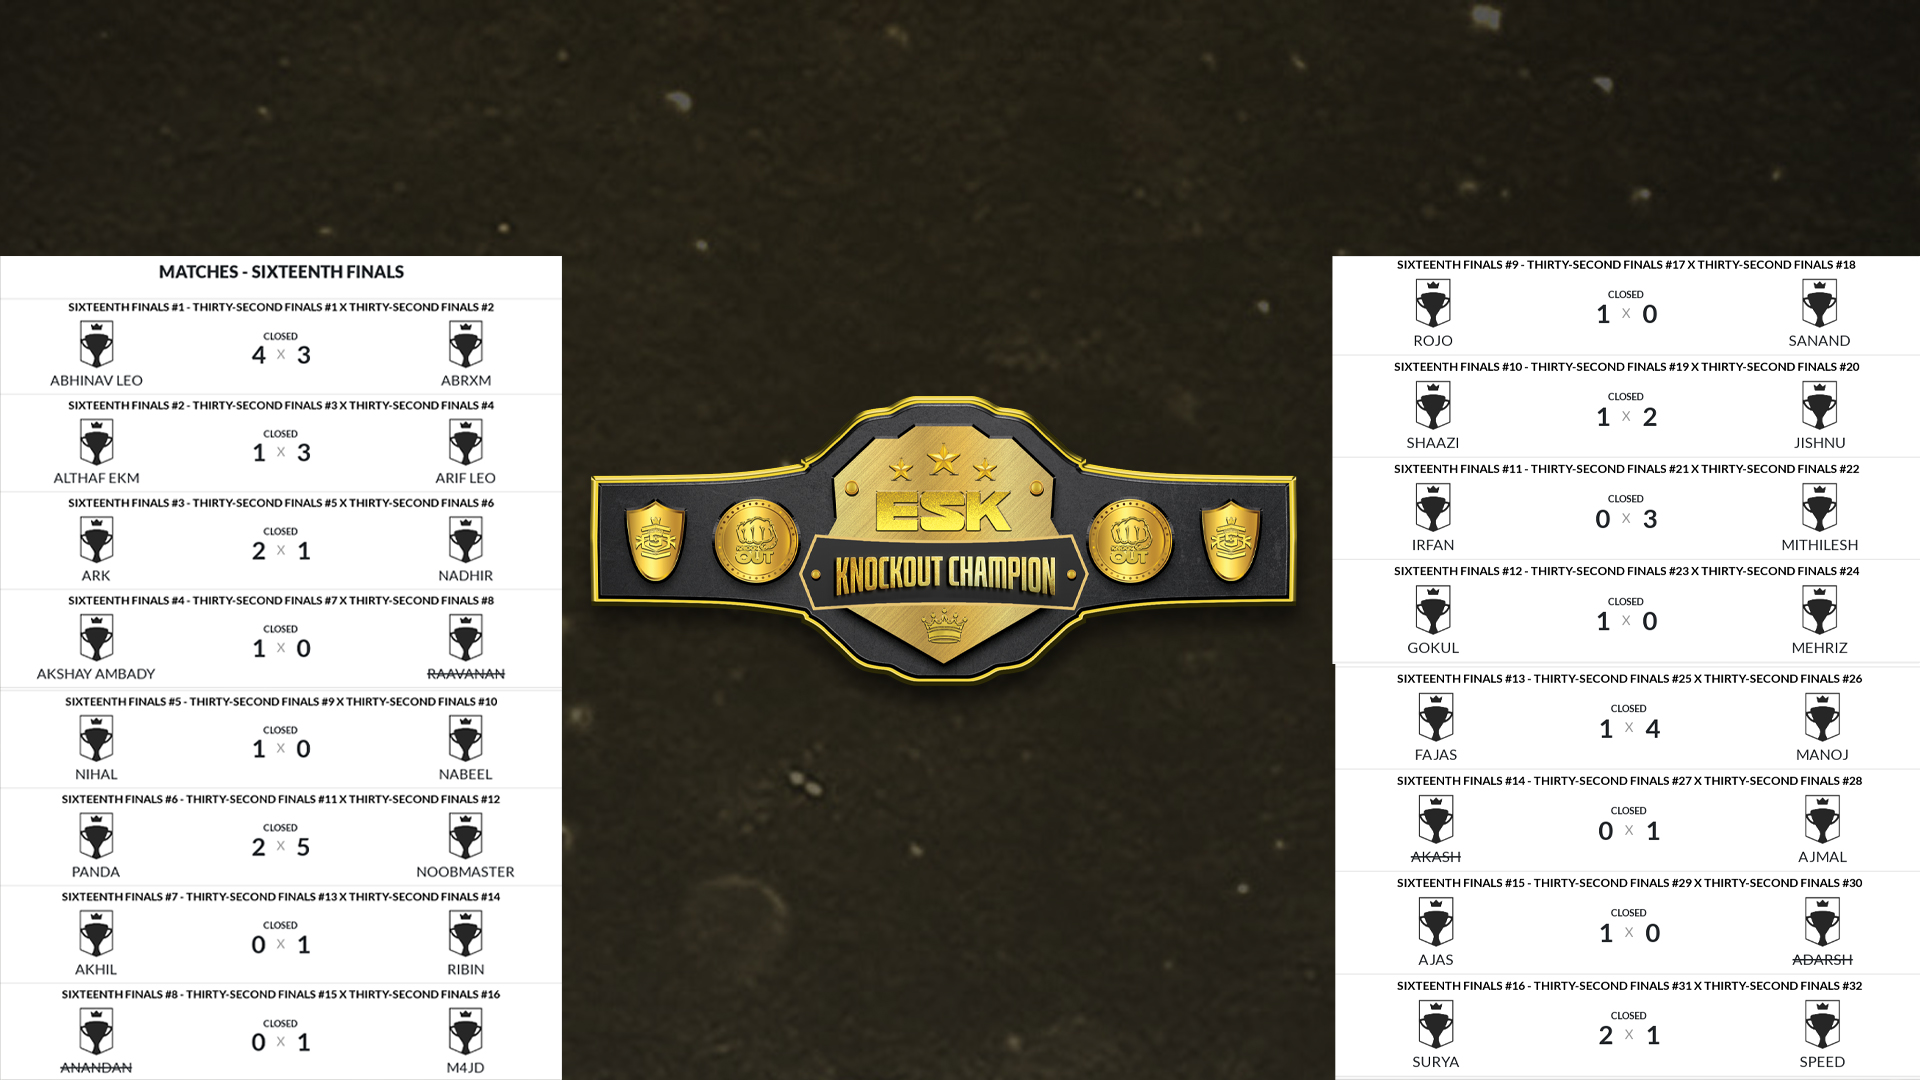 MATCHES - SIXTEENTH FINALS
SIXTEENTH FINALS #1 - THIRTY-SECOND FINALS #1 X THIRTY-SECOND FINALS #2
CLOSED
4 X 3
ABHINAV LEO ABRXM
SIXTEENTH FINALS #2 - THIRTY-SECOND FINALS #3 X THIRTY-SECOND FINALS #4
CLOSED
1 X 3
ALTHAF EKM ARIF LEO
SIXTEENTH FINALS #3 - THIRTY-SECOND FINALS #5 X THIRTY-SECOND FINALS #6
CLOSED
2 X 1
ARK NADHIR
SIXTEENTH FINALS #4 - THIRTY-SECOND FINALS #7 X THIRTY-SECOND FINALS #8
CLOSED
1 X 0
AKSHAY AMBADY RAAVANAN
SIXTEENTH FINALS #5 - THIRTY-SECOND FINALS #9 X THIRTY-SECOND FINALS #10
CLOSED
1 X 0
NIHAL NABEEL
SIXTEENTH FINALS #6 - THIRTY-SECOND FINALS #11 X THIRTY-SECOND FINALS #12
CLOSED
2 X 5
PANDA NOOBMASTER
SIXTEENTH FINALS #7 - THIRTY-SECOND FINALS #13 X THIRTY-SECOND FINALS #14
CLOSED
0 X 1
AKHIL RIBIN
SIXTEENTH FINALS #8 - THIRTY-SECOND FINALS #15 X THIRTY-SECOND FINALS #16
CLOSED
0 X 1
ANANDAN M4JD
ESK
KNOCKOUT CHAMPION
OUT
OUT
SIXTEENTH FINALS #9 - THIRTY-SECOND FINALS #17 X THIRTY-SECOND FINALS #18
CLOSED
1 X 0
ROJO SANAND
SIXTEENTH FINALS #10 - THIRTY-SECOND FINALS #19 X THIRTY-SECOND FINALS #20
CLOSED
1 X 2
SHAAZI JISHNU
SIXTEENTH FINALS #11 - THIRTY-SECOND FINALS #21 X THIRTY-SECOND FINALS #22
CLOSED
0 X 3
IRFAN MITHILESH
SIXTEENTH FINALS #12 - THIRTY-SECOND FINALS #23 X THIRTY-SECOND FINALS #24
CLOSED
1 X 0
GOKUL MEHRIZ
SIXTEENTH FINALS #13 - THIRTY-SECOND FINALS #25 X THIRTY-SECOND FINALS #26
CLOSED
1 X 4
FAJAS MANOJ
SIXTEENTH FINALS #14 - THIRTY-SECOND FINALS #27 X THIRTY-SECOND FINALS #28
CLOSED
0 X 1
AKASH AJMAL
SIXTEENTH FINALS #15 - THIRTY-SECOND FINALS #29 X THIRTY-SECOND FINALS #30
CLOSED
1 X 0
AJAS ADARSH
SIXTEENTH FINALS #16 - THIRTY-SECOND FINALS #31 X THIRTY-SECOND FINALS #32
CLOSED
2 X 1
SURYA SPEED